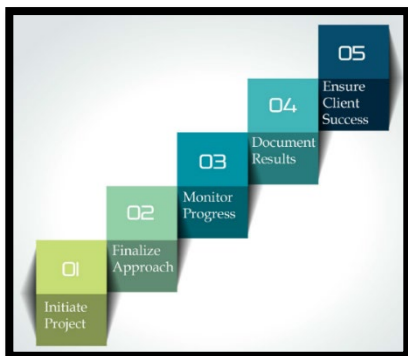 01
Initiate
Project
02
Finalize
Approach
03
Monitor
Progress
04
Document
Results
05
Ensure
Client
Success